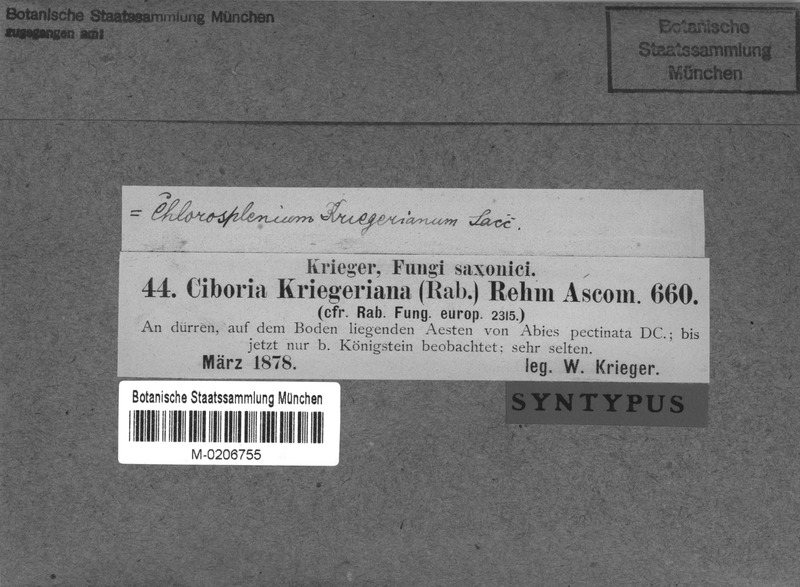 Botanische Staatssammlung München
zugegangen am:
Botanische
Staatssammlung
München
= Chlorosplenium Kriegerianum Sacc.
Krieger, Fungi saxonici.
44. Ciboria Kriegeriana (Rab.) Rehm Ascom. 660.
(cfr. Rab. Fung. europ. 2315.)
An dürren, auf dem Boden liegenden Aesten von Abies pectinata DC.; bis
jetzt nur b. Königstein beobachtet: sehr selten.
März 1878. leg. W. Krieger.
SYNTYPUS
Botanische Staatssammlung München
M-0206755